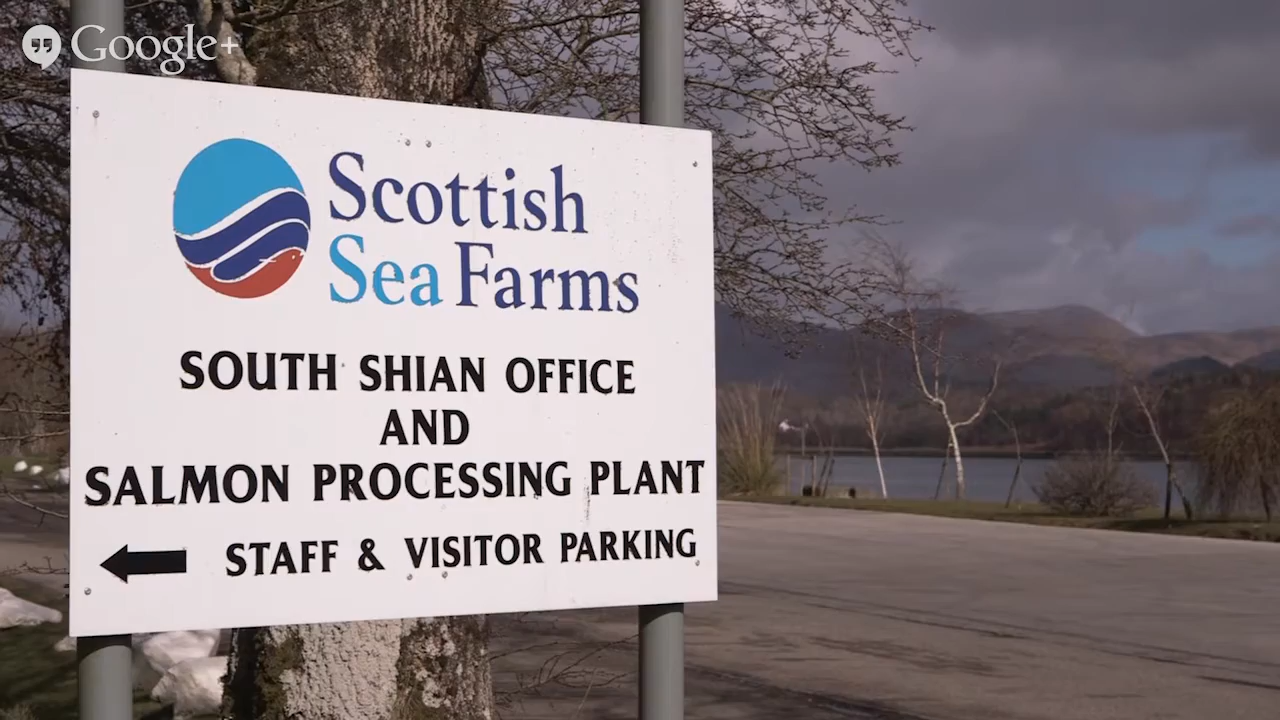 Google+
Scottish
Sea Farms
SOUTH SHIAN OFFICE
AND
SALMON PROCESSING PLANT
STAFF & VISITOR PARKING